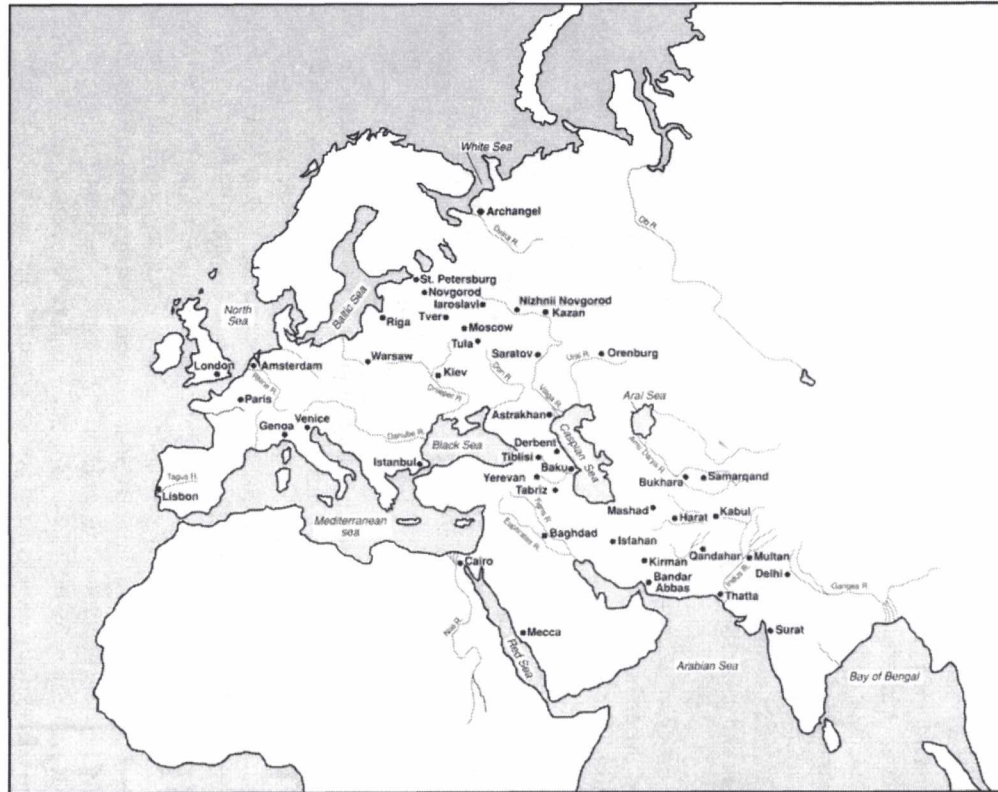 White Sea
Archangel
Dvina R.
Ob R.
St. Petersburg
Novgorod
Iaroslavl
Nizhnii Novgorod
Kazan
Tver
Moscow
Baltic Sea
North
Sea
Riga
Tula
Saratov
Orenburg
Warsaw
Kiev
London
Amsterdam
Rhine R.
Don R.
Dnieper R.
Volga R.
Paris
Aral Sea
Astrakhan
Venice
Genoa
Danube R.
Black Sea
Caspian Sea
Derbent
Tiblisi
Amu Darya R.
Istanbul
Baku
Yerevan
Bukhara
Samarqand
Tagus R.
Lisbon
Tabriz
Mashad
Harat
Kabul
Mediterranean
sea
Tigris R.
Euphrates R.
Baghdad
Isfahan
Qandahar
Multan
Cairo
Kirman
Delhi
Indus R.
Bandar
Abbas
Thatta
Ganges R.
Nile R.
Mecca
Red Sea
Surat
Arabian Sea
Bay of Bengal